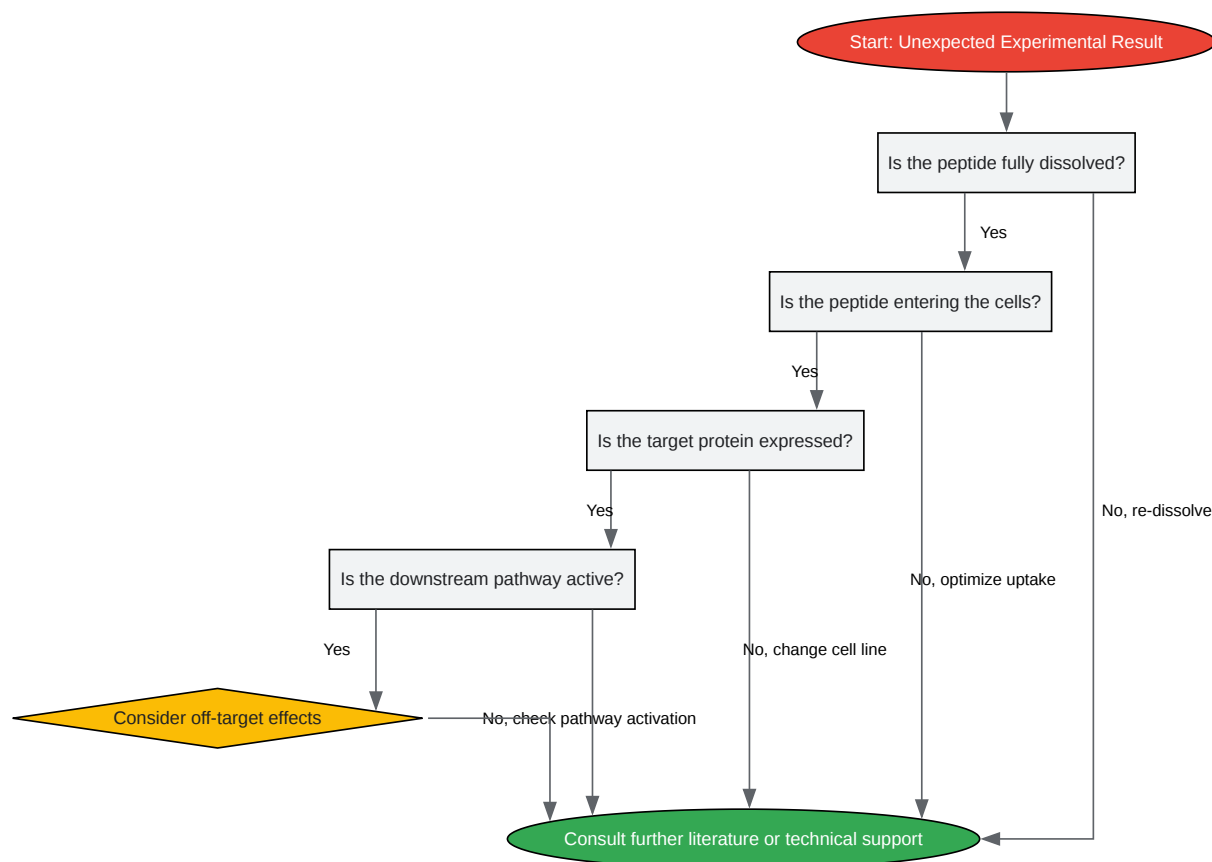 Start: Unexpected Experimental Result
Is the peptide fully dissolved?
Yes
Is the peptide entering the cells?
Yes
Is the target protein expressed?
Yes
No, re-dissolve
Is the downstream pathway active?
No, optimize uptake
Yes
No, change cell line
Consider off-target effects
No, check pathway activation
Consult further literature or technical support